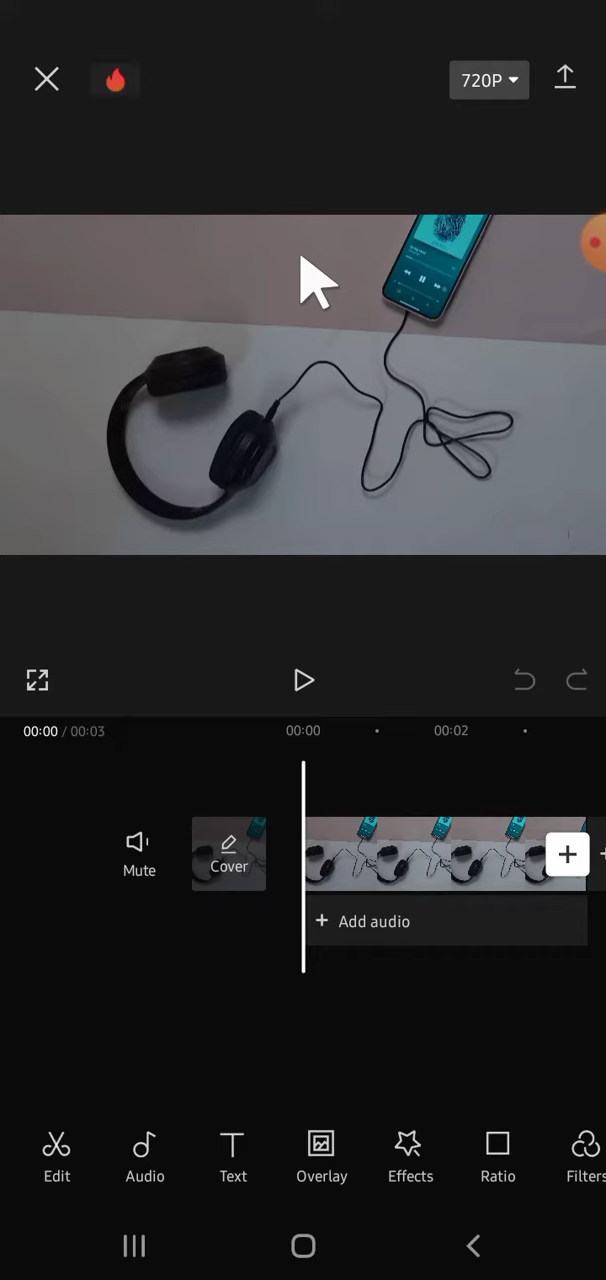 720P
00:00 / 00:03
00:00
00:02
Mute
Cover
+ Add audio
Edit
Audio
Text
Overlay
Effects
Ratio
Filters